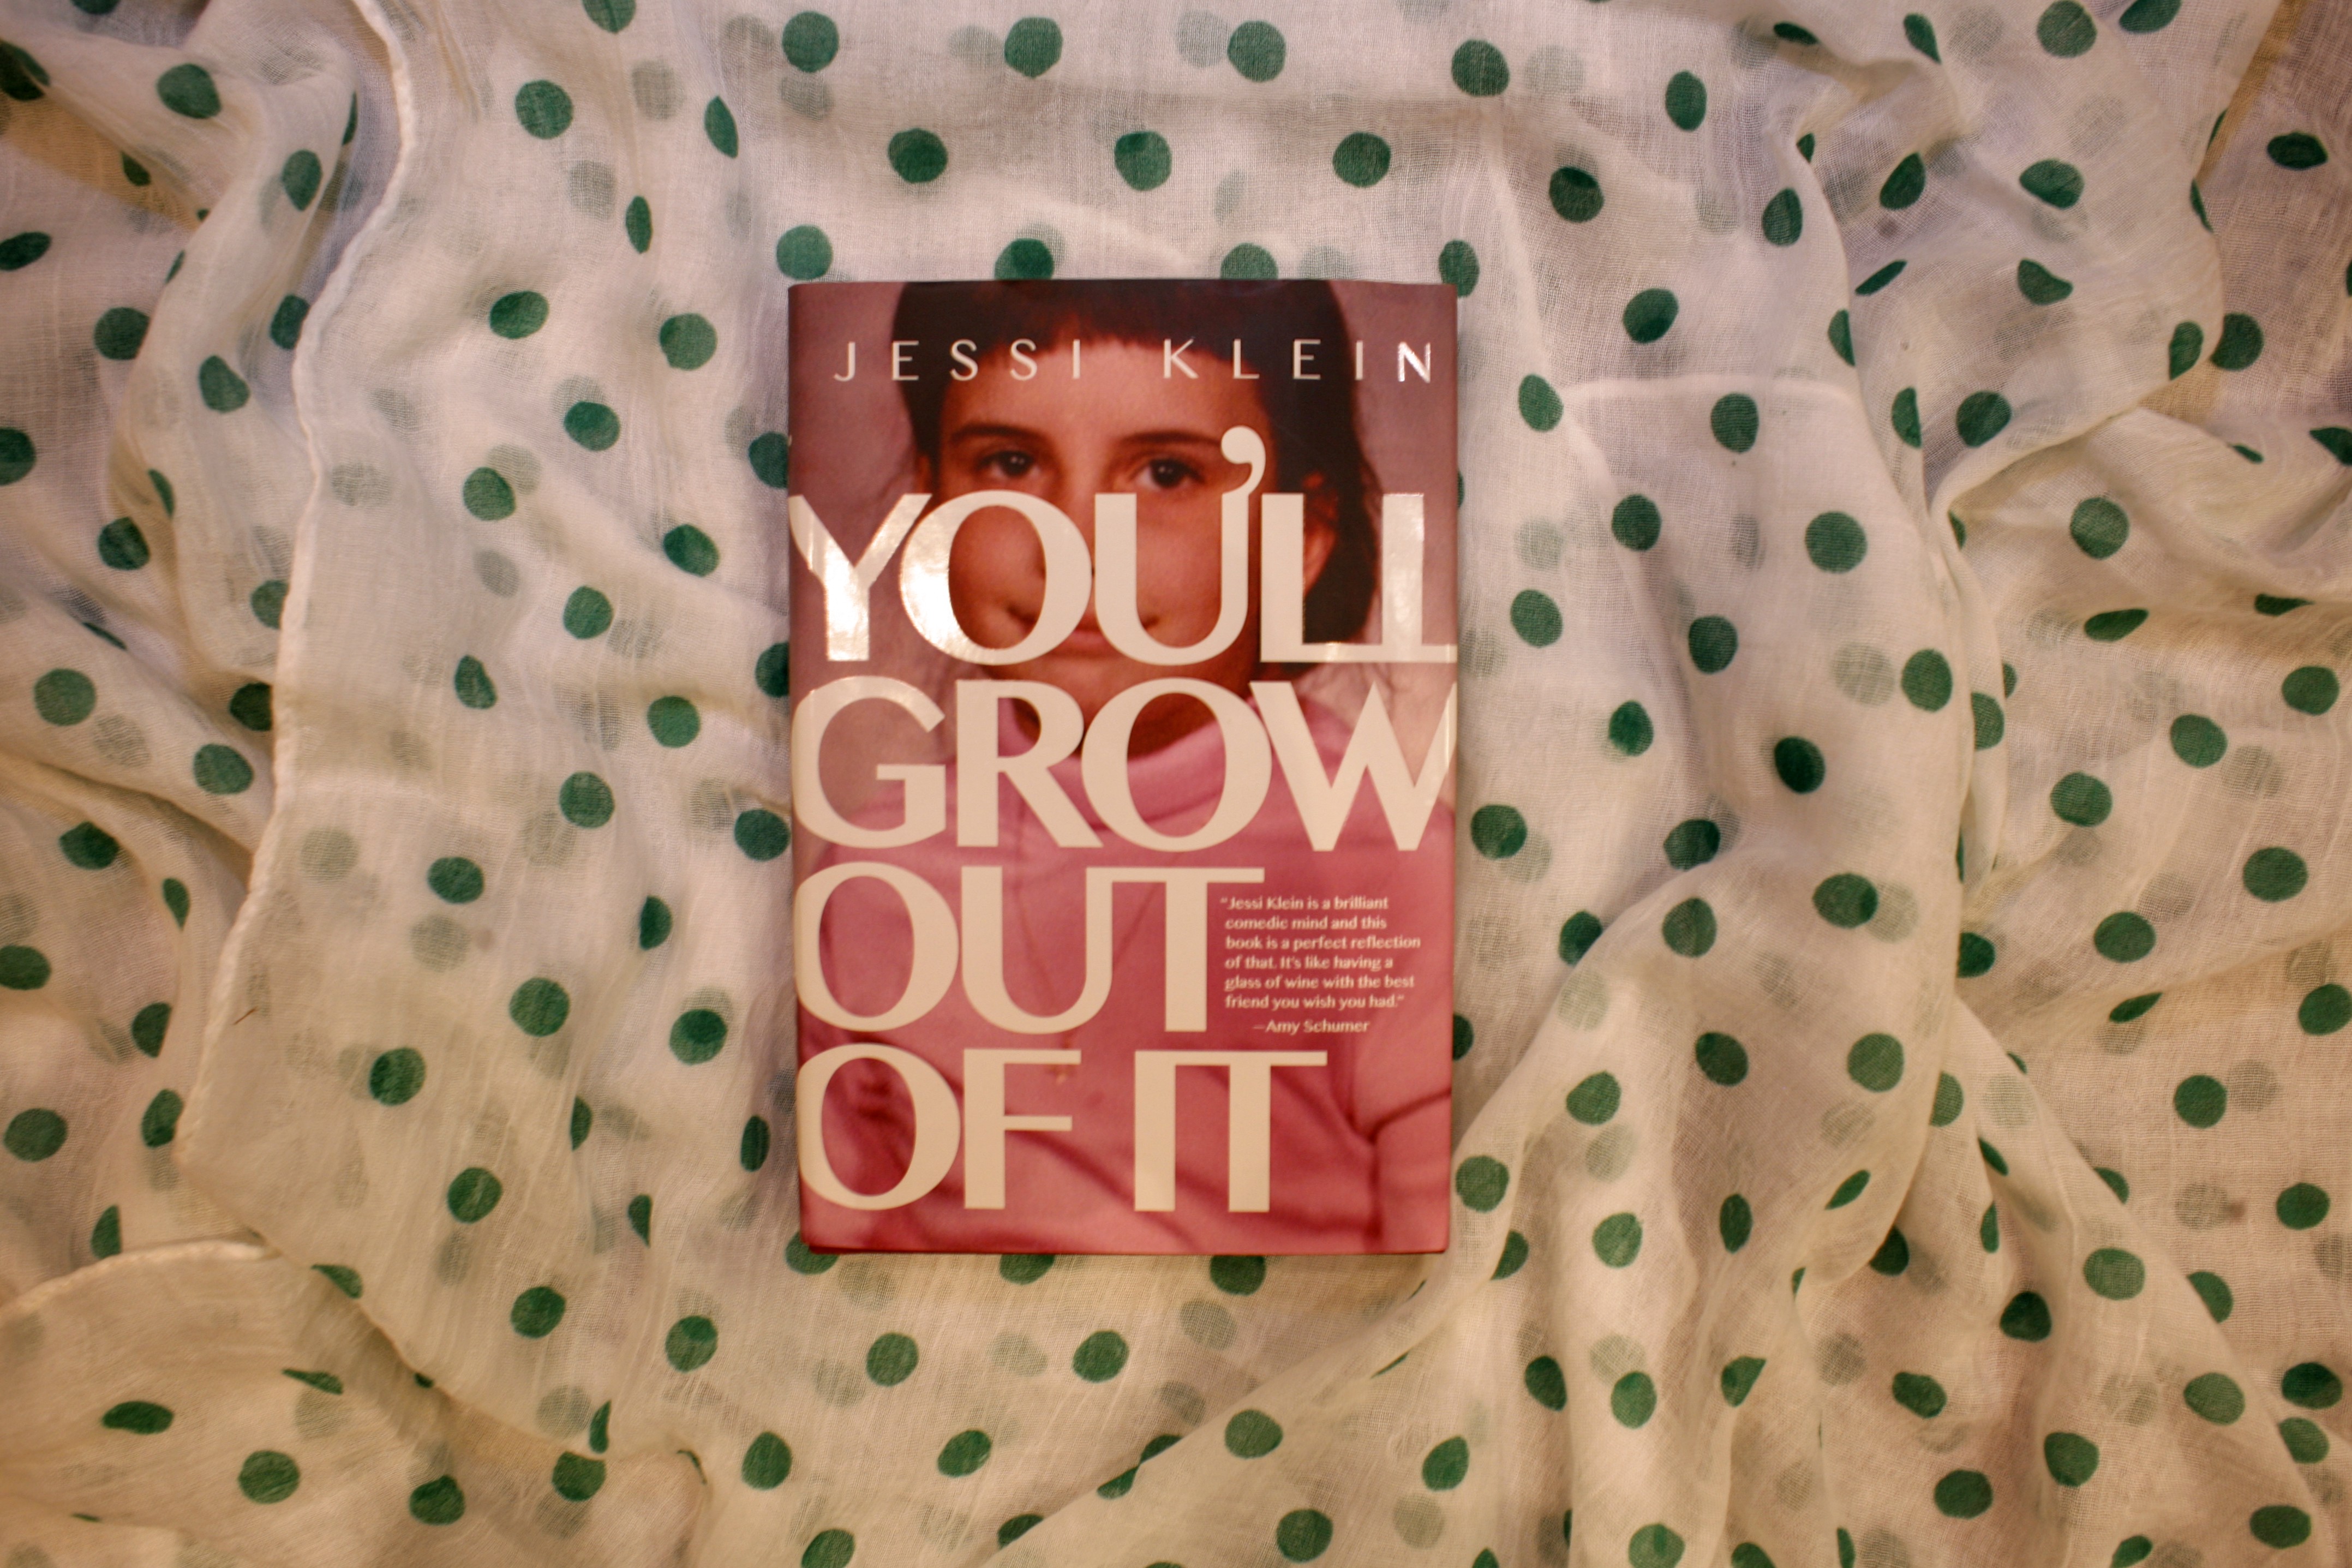 JESSI KLEIN
YOU'LL
GROW
OUT
"Jessi Klein is a brilliant
comedic mind and this
book is a perfect reflection
of that. It's like having a
glass of wine with the best
friend you wish you had."
—Amy Schumer
OF IT